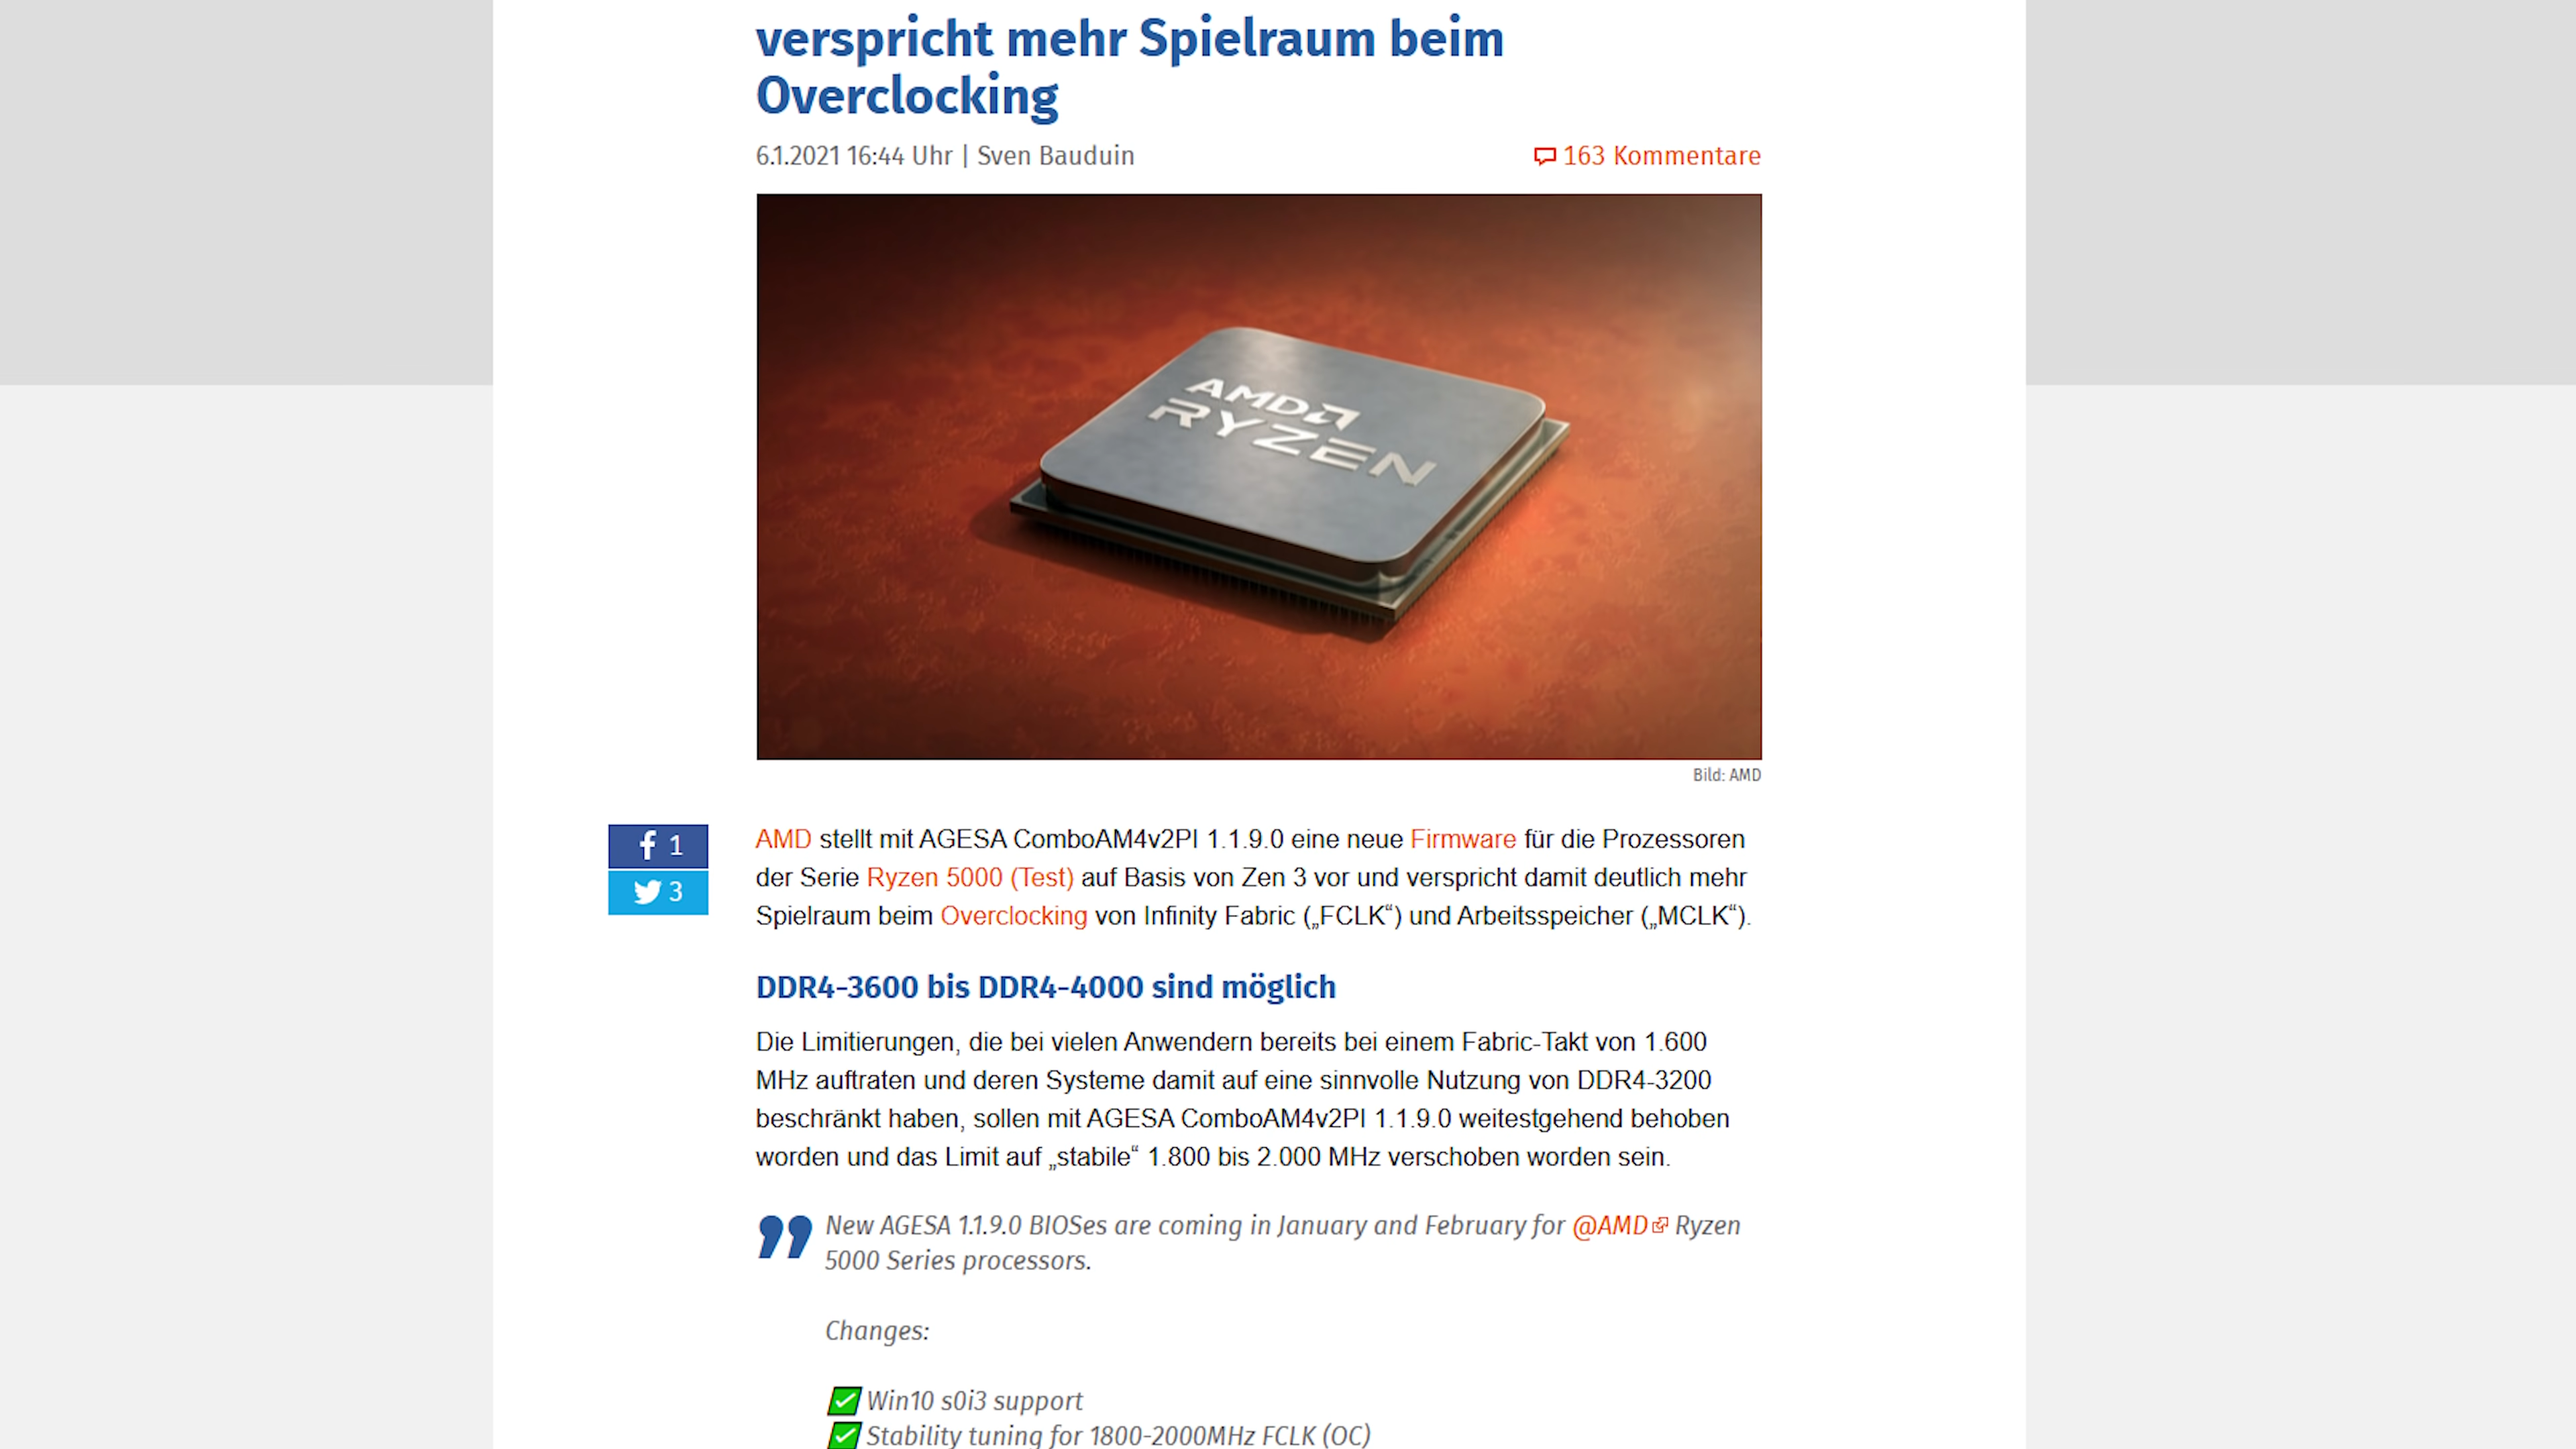 verspricht mehr Spielraum beim
Overclocking
6.1.2021 16:44 Uhr | Sven Bauduin
163 Kommentare
AMD
RYZEN
Bild: AMD
1
3
AMD stellt mit AGESA ComboAM4v2PI 1.1.9.0 eine neue Firmware für die Prozessoren
der Serie Ryzen 5000 (Test) auf Basis von Zen 3 vor und verspricht damit deutlich mehr
Spielraum beim Overclocking von Infinity Fabric („FCLK“) und Arbeitsspeicher („MCLK“).
DDR4-3600 bis DDR4-4000 sind möglich
Die Limitierungen, die bei vielen Anwendern bereits bei einem Fabric-Takt von 1.600
MHz auftraten und deren Systeme damit auf eine sinnvolle Nutzung von DDR4-3200
beschränkt haben, sollen mit AGESA ComboAM4v2PI 1.1.9.0 weitestgehend behoben
worden und das Limit auf „stabile“ 1.800 bis 2.000 MHz verschoben worden sein.
New AGESA 1.1.9.0 BIOSes are coming in January and February for @AMD Ryzen
5000 Series processors.
Changes:
✅ Win10 s0i3 support
✅ Stability tuning for 1800-2000MHz FCLK (OC)